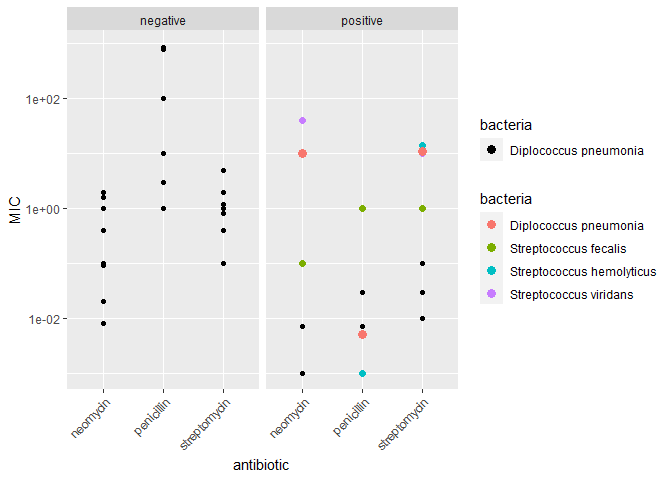 negative
positive
1e+02
1e+00
1e-02
MIC
neomycin
penicillin
streptomycin
neomycin
penicillin
streptomycin
antibiotic
bacteria
Diplococcus pneumonia
bacteria
Diplococcus pneumonia
Streptococcus fecalis
Streptococcus hemolyticus
Streptococcus viridans